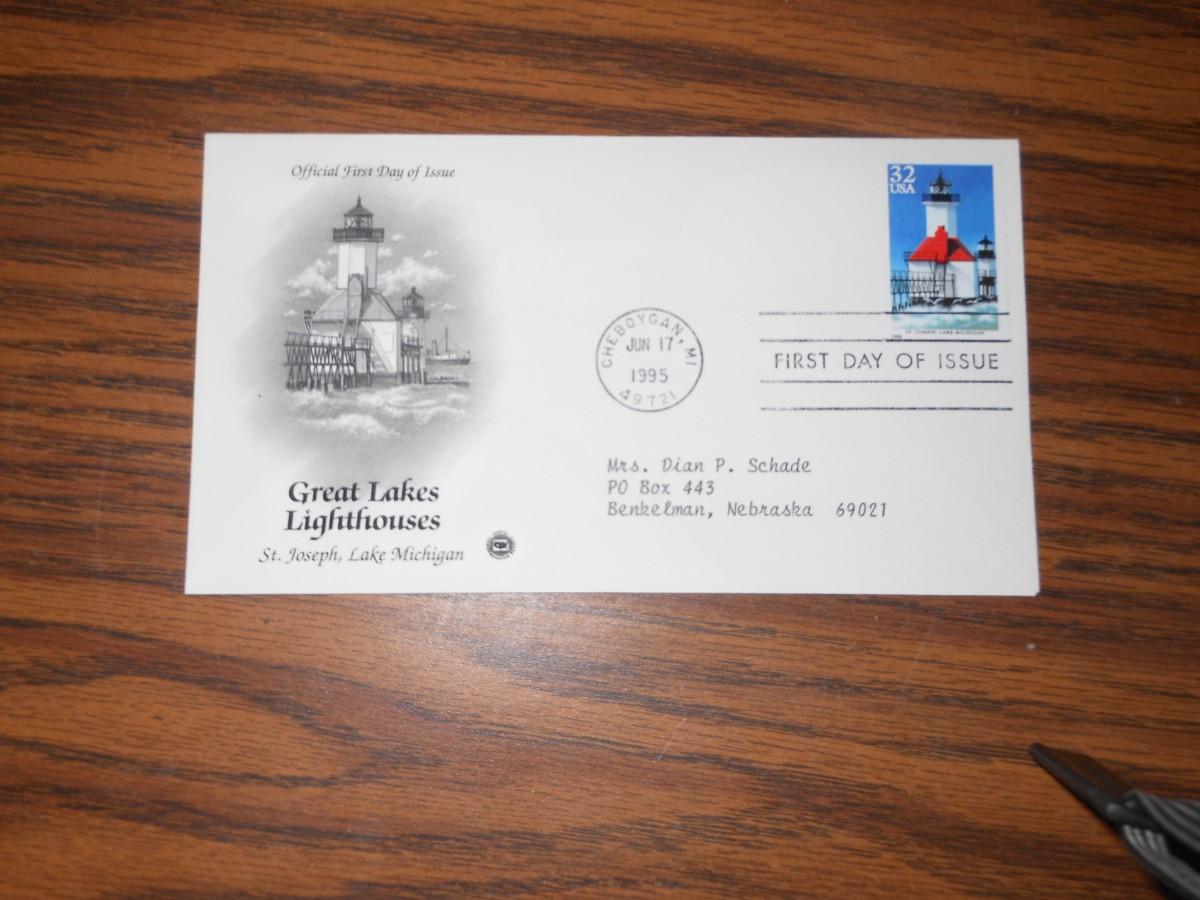 Official First Day of Issue
32
USA
ST. JOSEPH, LAKE MICHIGAN
CHEBOYGAN, MI
JUN 17
1995
49721
FIRST DAY OF ISSUE
Mrs. Dian P. Schade
PO Box 443
Benkelman, Nebraska 69021
Great Lakes
Lighthouses
St. Joseph, Lake Michigan